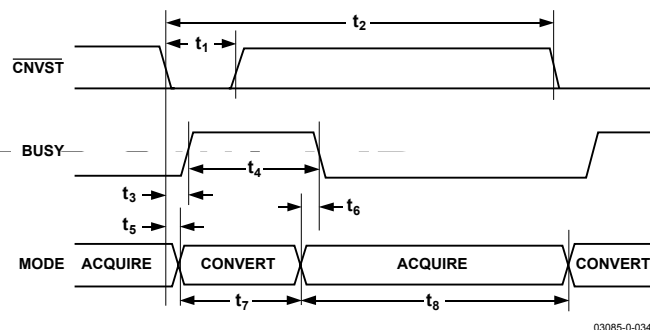 t2
t1
CNVST
BUSY
t4
t3
t6
t5
MODE ACQUIRE CONVERT ACQUIRE CONVERT
t7 t8
03085-0-034